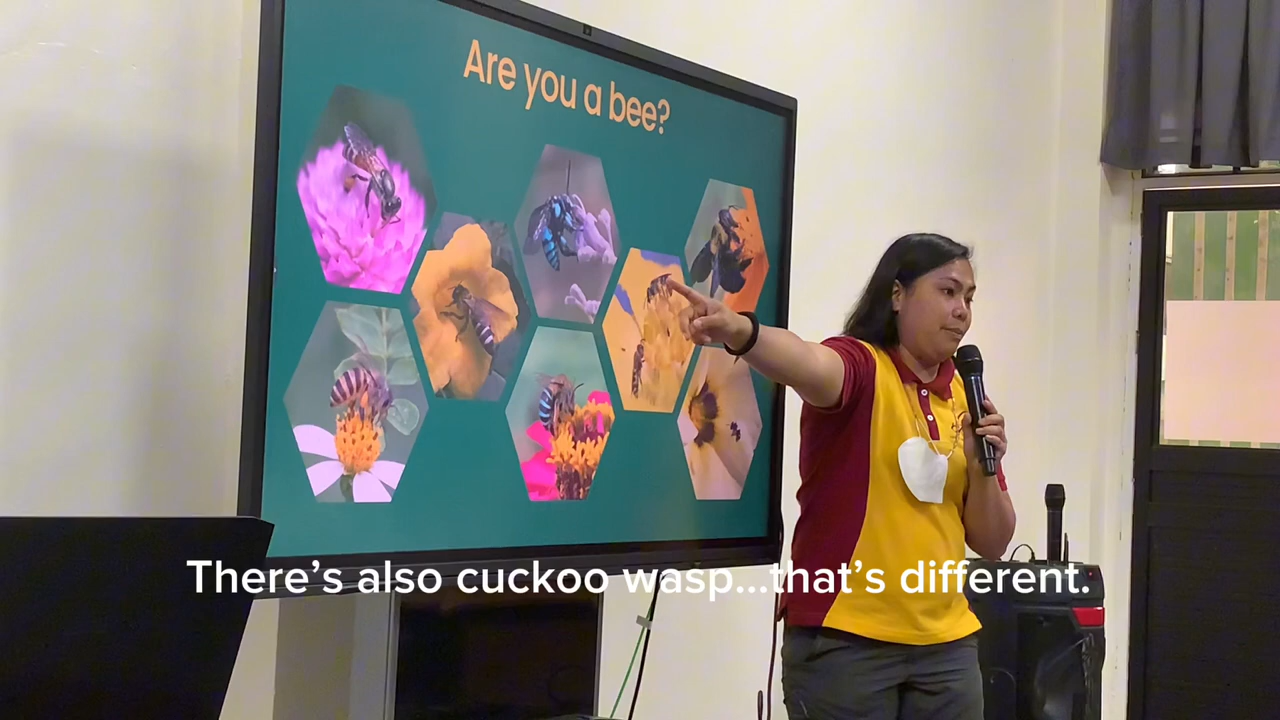 Are you a bee?
There’s also cuckoo wasp...that’s different.